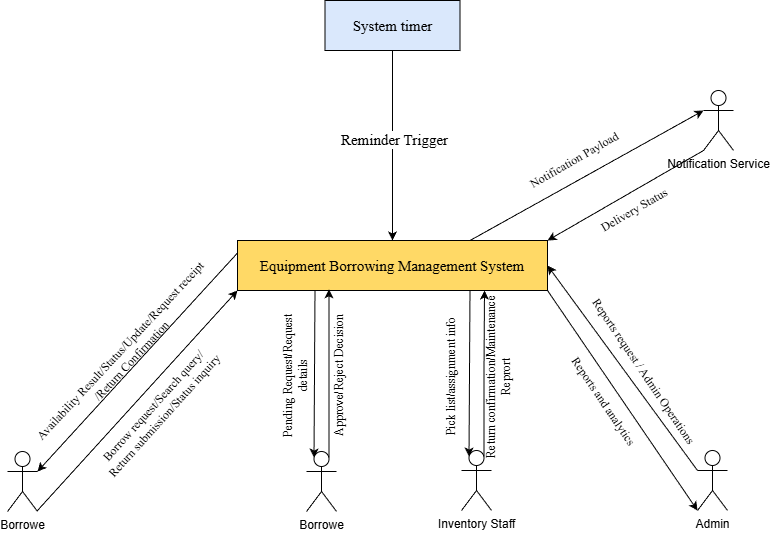 System timer
Reminder Trigger
Notification Payload
Notification Service
Delivery Status
Equipment Borrowing Management System
Availability Result/Status/Update/Request receipt
/Return Confirmation
Borrow request/Search query/
Return submission/Status inquiry
Pending Request/Request
details
Approve/Reject Decision
Pick list/assignment info
Return confirmation/Maintenance
Reprort
Reports request / Admin Operations
Reports and analytics
Borrowe
Borrowe
Inventory Staff
Admin